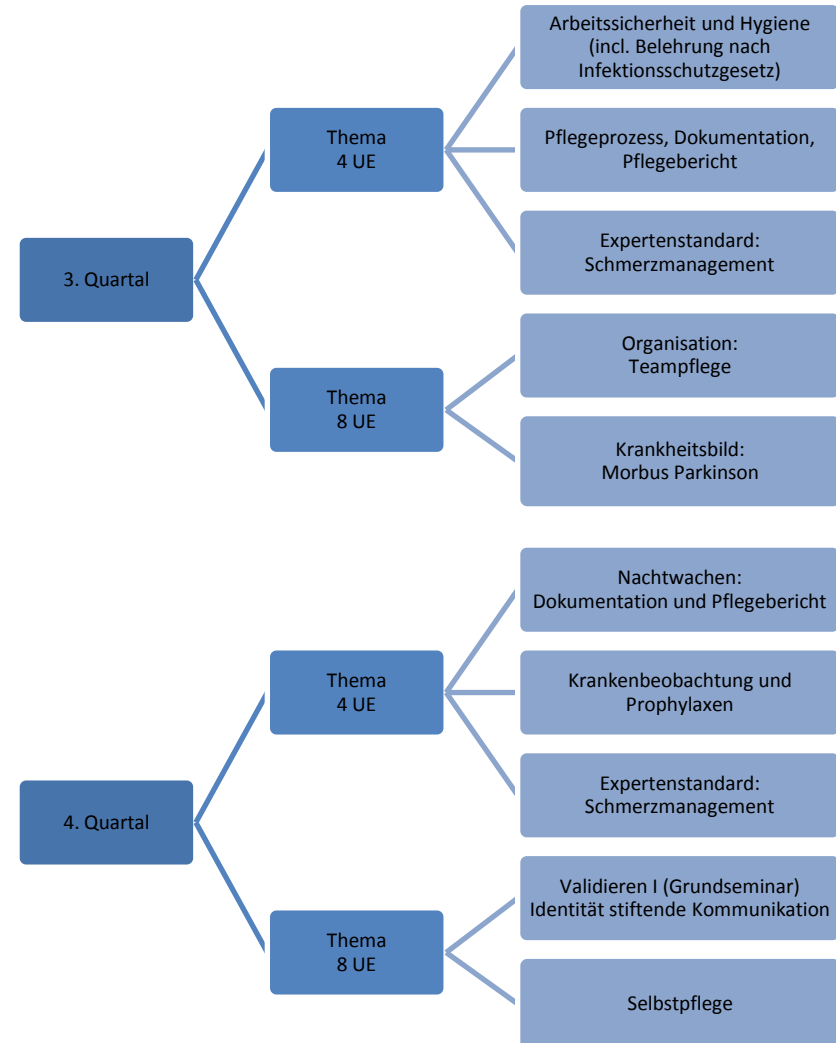 3. Quartal
Thema
4 UE
Arbeitssicherheit und Hygiene
(incl. Belehrung nach
Infektionsschutzgesetz)
Pflegeprozess, Dokumentation,
Pflegebericht
Expertenstandard:
Schmerzmanagement
Thema
8 UE
Organisation:
Teampflege
Krankheitsbild:
Morbus Parkinson
4. Quartal
Thema
4 UE
Nachtwachen:
Dokumentation und Pflegebericht
Krankenbeobachtung und
Prophylaxen
Expertenstandard:
Schmerzmanagement
Thema
8 UE
Validieren I (Grundseminar)
Identität stiftende Kommunikation
Selbstpflege